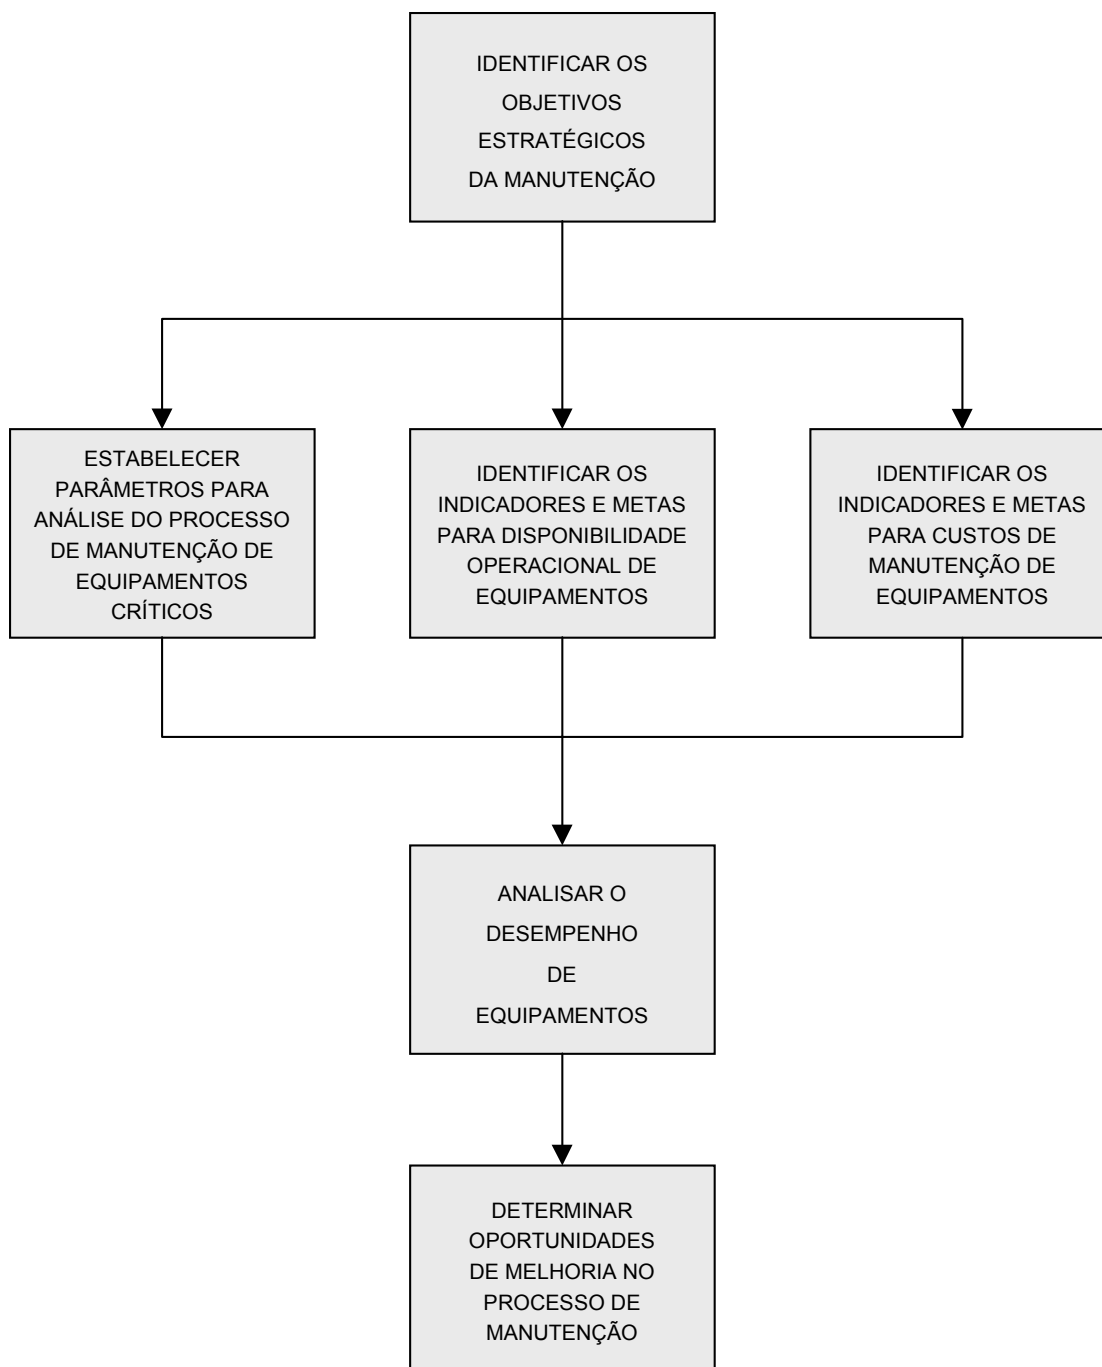 IDENTIFICAR OS
OBJETIVOS
ESTRATÉGICOS
DA MANUTENÇÃO
ESTABELECER
PARÂMETROS PARA
ANÁLISE DO PROCESSO
DE MANUTENÇÃO DE
EQUIPAMENTOS
CRÍTICOS
IDENTIFICAR OS
INDICADORES E METAS
PARA DISPONIBILIDADE
OPERACIONAL DE
EQUIPAMENTOS
IDENTIFICAR OS
INDICADORES E METAS
PARA CUSTOS DE
MANUTENÇÃO DE
EQUIPAMENTOS
ANALISAR O
DESEMPENHO
DE
EQUIPAMENTOS
DETERMINAR
OPORTUNIDADES
DE MELHORIA NO
PROCESSO DE
MANUTENÇÃO